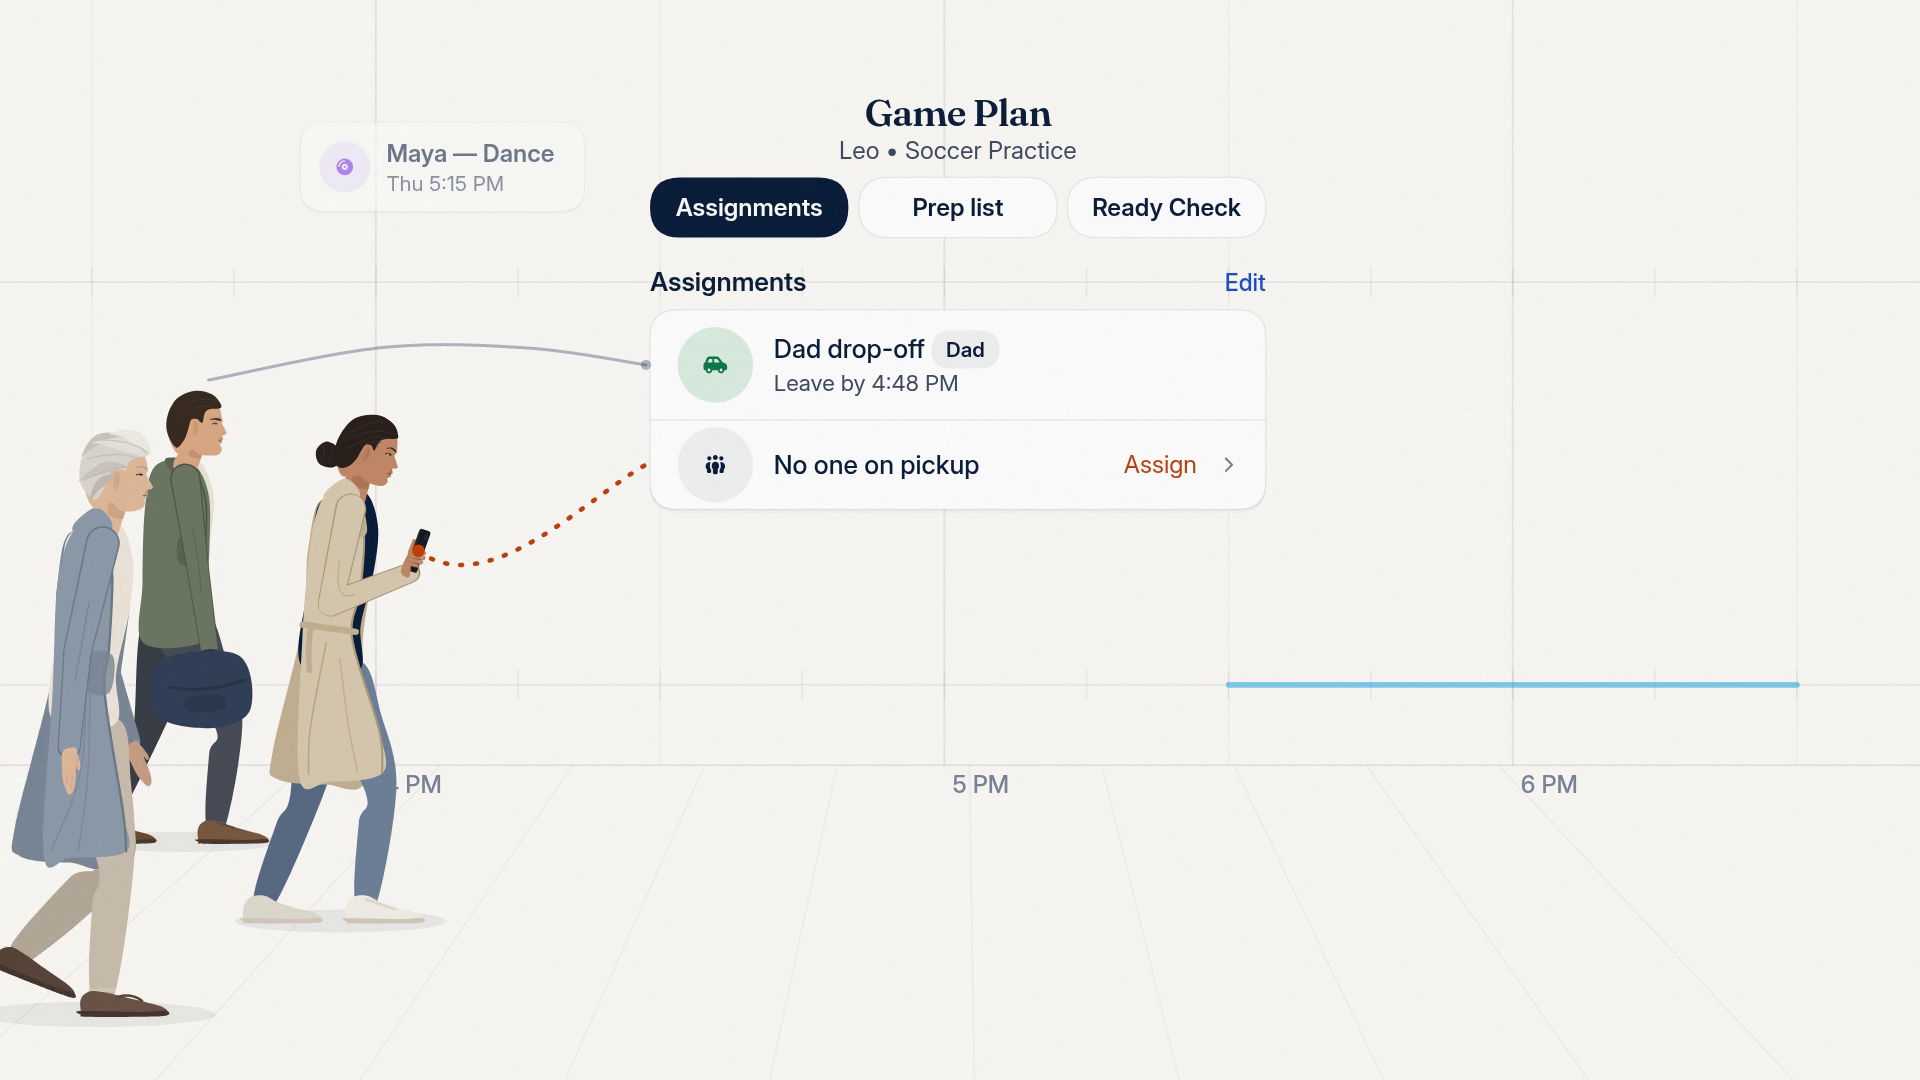 Game Plan
Leo • Soccer Practice
Maya — Dance
Thu 5:15 PM
Assignments
Prep list
Ready Check
Assignments
Edit
Dad drop-off
Dad
Leave by 4:48 PM
No one on pickup
Assign
PM
5 PM
6 PM